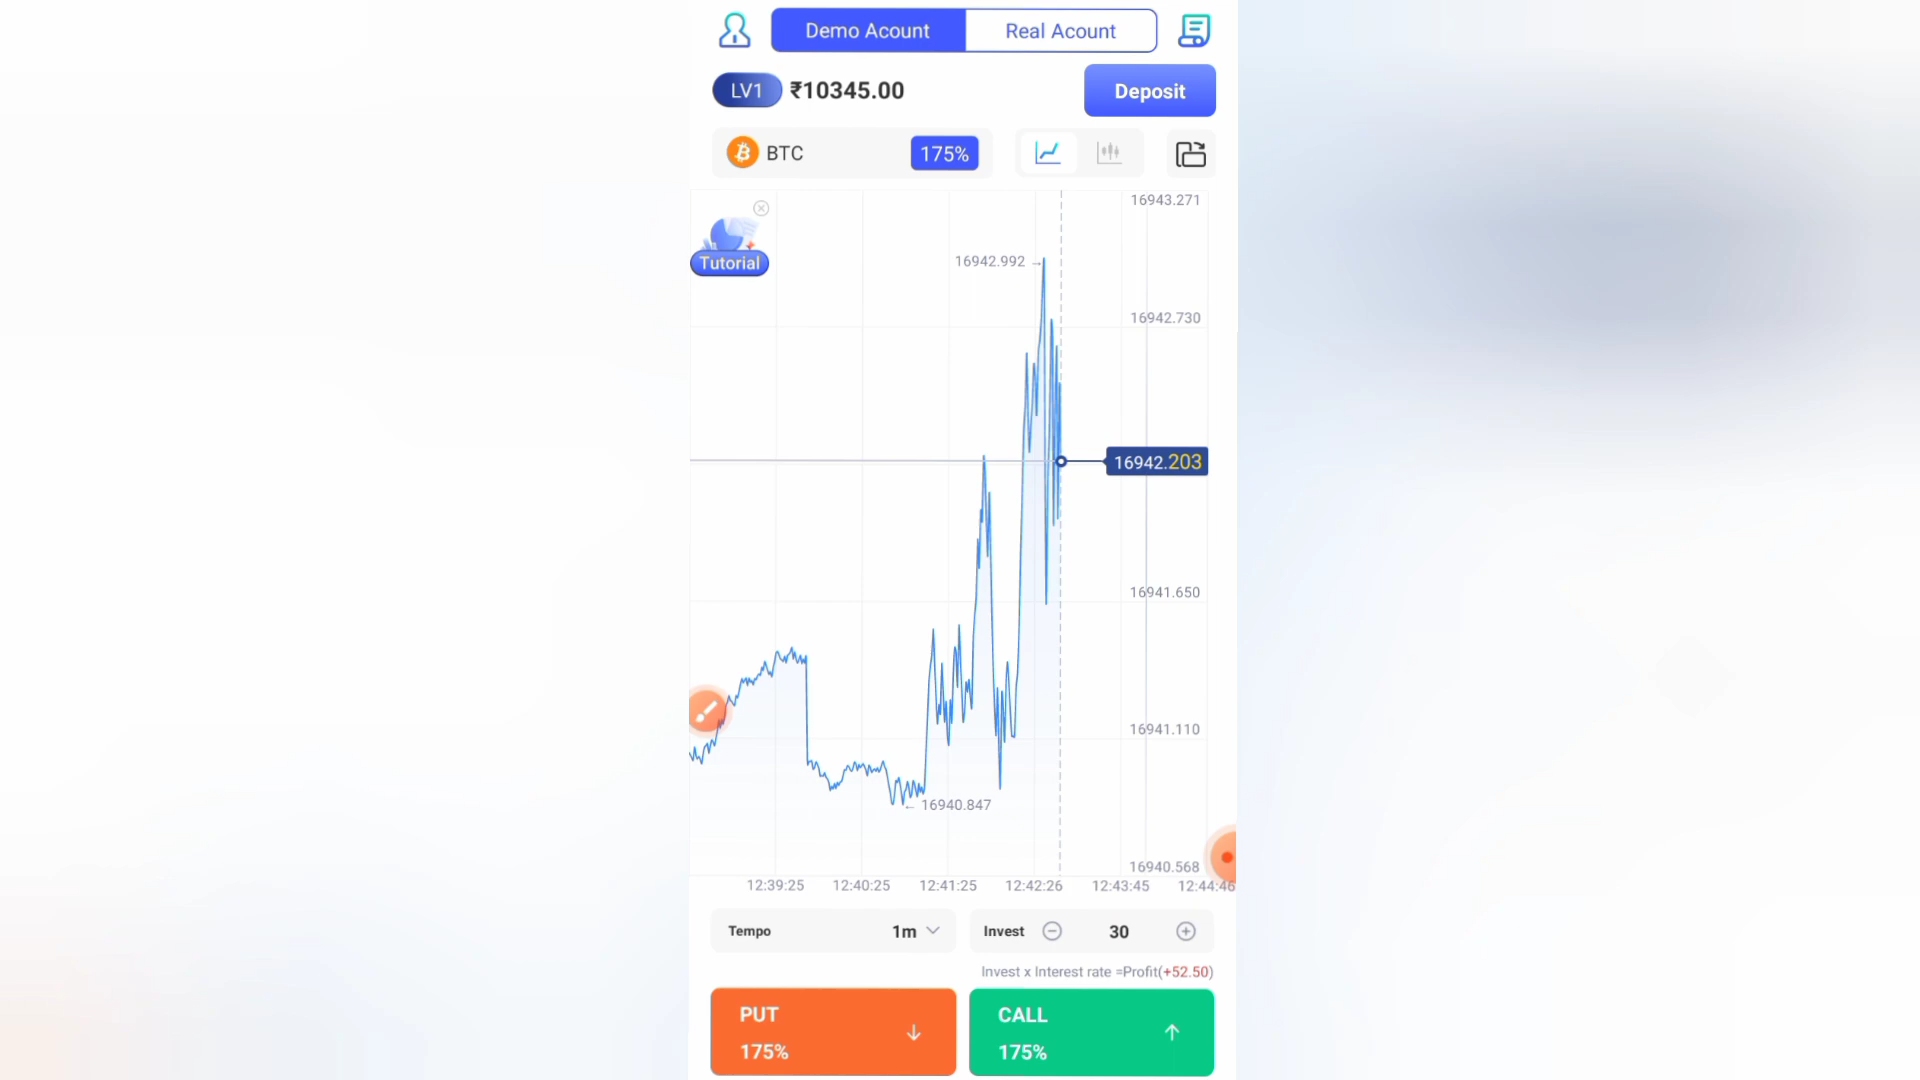 Demo Acount
Real Acount
LV1
₹10345.00
Deposit
BTC
175%
16943.271
Tutorial
16942.992
16942.730
16942.203
16941.650
16941.110
16940.847
16940.568
12:39:25
12:40:25
12:41:25
12:42:26
12:43:45
12:44:46
Tempo
1m
Invest
30
Invest x Interest rate =Profit(+52.50)
PUT
CALL
175%
175%